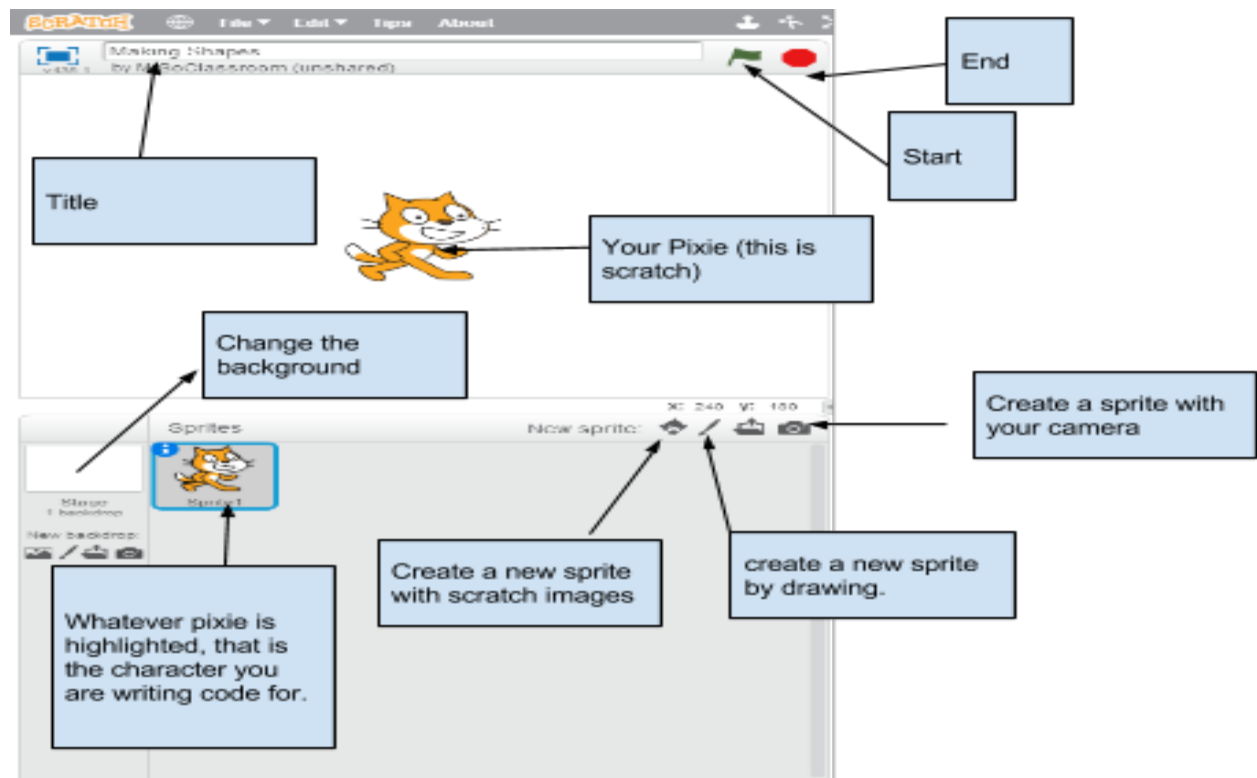 SCRATCH File Edit Tips About
Making Shapes
v438.1 by MrGoClassroom (unshared)
End
Start
Title
Your Pixie (this is
scratch)
Change the
background
X: 240 y: 180
Create a sprite with
your camera
Sprites New sprite:
Sprite1
Stage
1 backdrop
New backdrop:
Create a new sprite
with scratch images
create a new sprite
by drawing.
Whatever pixie is
highlighted, that is
the character you
are writing code for.